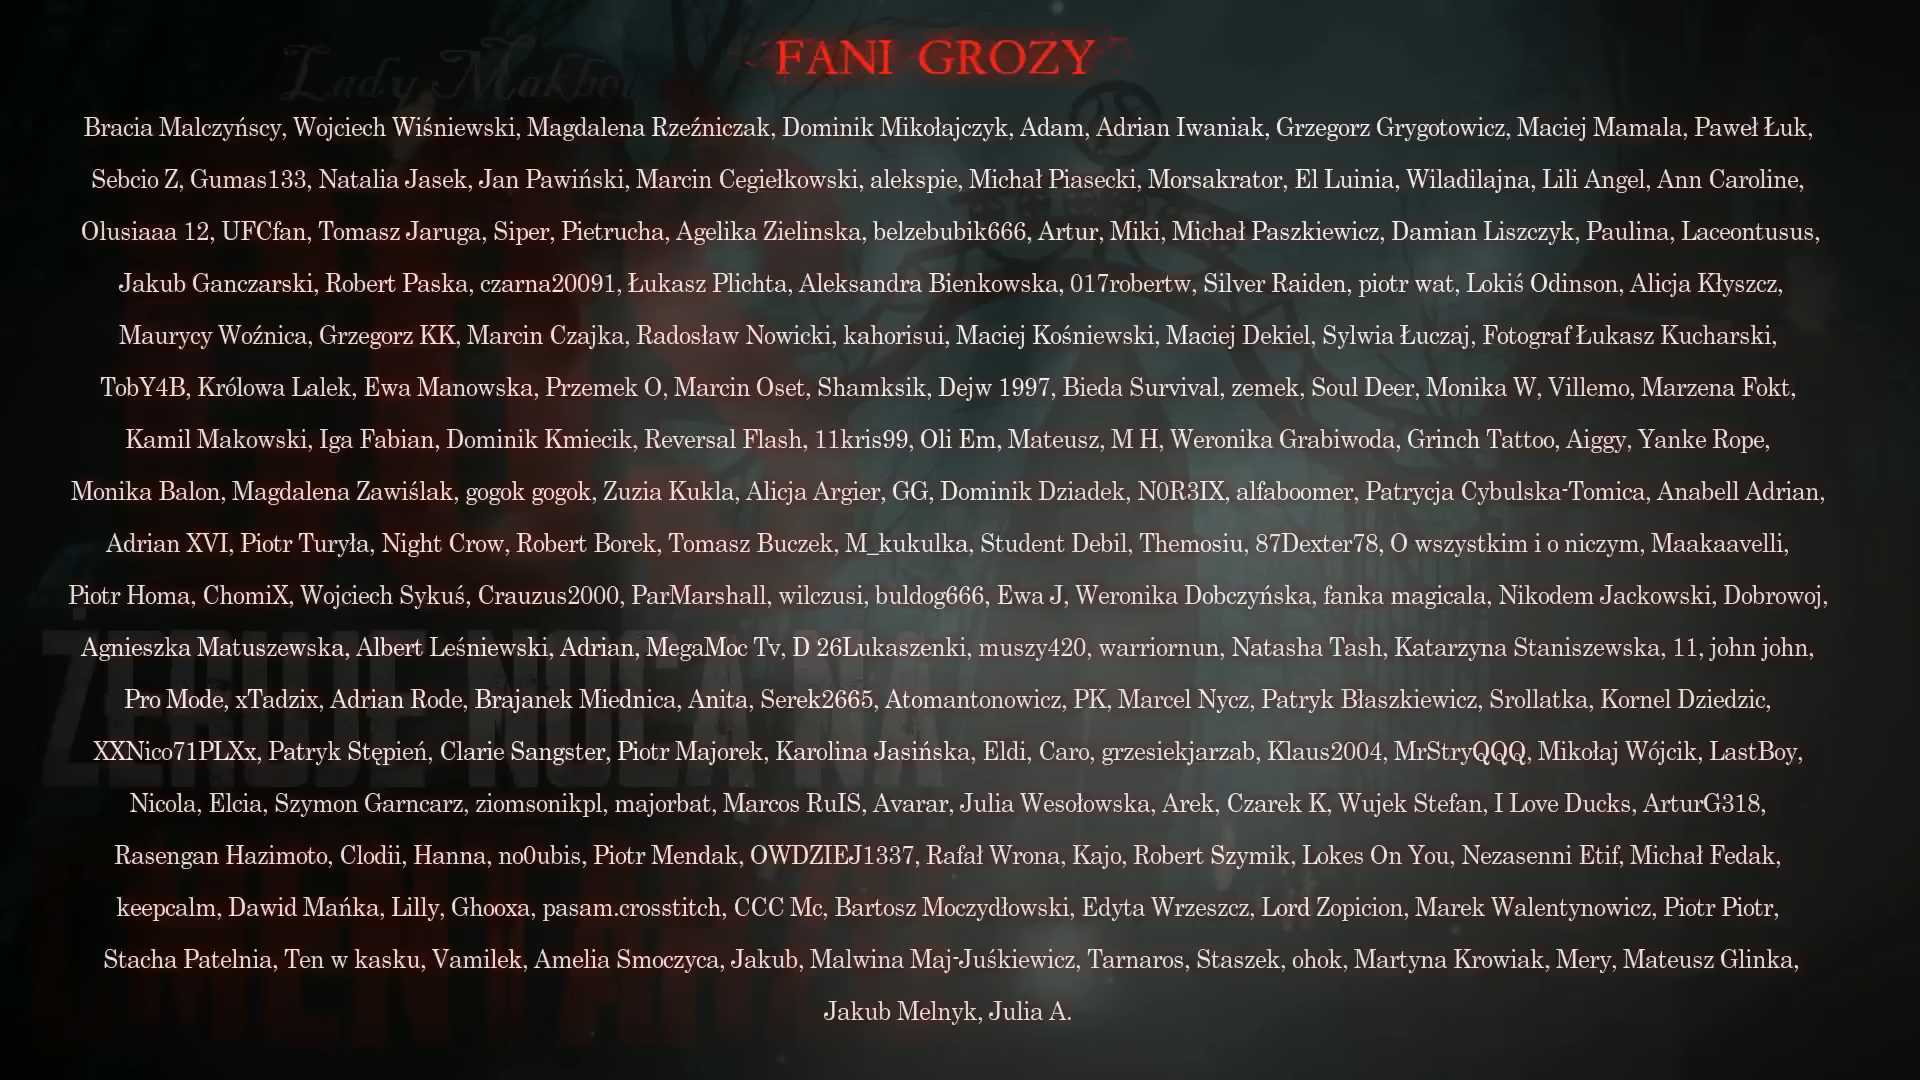 Lady Makbet
FANI GROZY
Bracia Malczyńscy, Wojciech Wiśniewski, Magdalena Rzeźniczak, Dominik Mikołajczyk, Adam, Adrian Iwaniak, Grzegorz Grygotowicz, Maciej Mamala, Paweł Łuk,
Sebcio Z, Gumas133, Natalia Jasek, Jan Pawiński, Marcin Cegiełkowski, alekspie, Michał Piasecki, Morsakrator, El Luinia, Wiladilajna, Lili Angel, Ann Caroline,
Olusiaaa 12, UFCfan, Tomasz Jaruga, Siper, Pietrucha, Agelika Zielinska, belzebubik666, Artur, Miki, Michał Paszkiewicz, Damian Liszczyk, Paulina, Laceontusus,
Jakub Ganczarski, Robert Paska, czarna20091, Łukasz Plichta, Aleksandra Bienkowska, 017robertw, Silver Raiden, piotr wat, Lokiś Odinson, Alicja Kłyszcz,
Maurycy Woźnica, Grzegorz KK, Marcin Czajka, Radosław Nowicki, kahorisui, Maciej Kośniewski, Maciej Dekiel, Sylwia Łuczaj, Fotograf Łukasz Kucharski,
TobY4B, Królowa Lalek, Ewa Manowska, Przemek O, Marcin Oset, Shamksik, Dejw 1997, Bieda Survival, zemek, Soul Deer, Monika W, Villemo, Marzena Fokt,
Kamil Makowski, Iga Fabian, Dominik Kmiecik, Reversal Flash, 11kris99, Oli Em, Mateusz, M H, Weronika Grabiwoda, Grinch Tattoo, Aiggy, Yanke Rope,
Monika Balon, Magdalena Zawiślak, gogok gogok, Zuzia Kukla, Alicja Argier, GG, Dominik Dziadek, N0R3IX, alfaboomer, Patrycja Cybulska-Tomica, Anabell Adrian,
Adrian XVI, Piotr Turyła, Night Crow, Robert Borek, Tomasz Buczek, M_kukulka, Student Debil, Themosiu, 87Dexter78, O wszystkim i o niczym, Maakaavelli,
Piotr Homa, ChomiX, Wojciech Sykuś, Crauzus2000, ParMarshall, wilczusi, buldog666, Ewa J, Weronika Dobczyńska, fanka magicala, Nikodem Jackowski, Dobrowoj,
Agnieszka Matuszewska, Albert Leśniewski, Adrian, MegaMoc Tv, D 26Lukaszenki, muszy420, warriornun, Natasha Tash, Katarzyna Staniszewska, 11, john john,
Pro Mode, xTadzix, Adrian Rode, Brajanek Miednica, Anita, Serek2665, Atomantonowicz, PK, Marcel Nycz, Patryk Błaszkiewicz, Srollatka, Kornel Dziedzic,
XXNico71PLXx, Patryk Stępień, Clarie Sangster, Piotr Majorek, Karolina Jasińska, Eldi, Caro, grzesiekjarzab, Klaus2004, MrStryQQQ, Mikołaj Wójcik, LastBoy,
Nicola, Elcia, Szymon Garncarz, ziomsonikpl, majorbat, Marcos RuIS, Avarar, Julia Wesołowska, Arek, Czarek K, Wujek Stefan, I Love Ducks, ArturG318,
Rasengan Hazimoto, Clodii, Hanna, no0ubis, Piotr Mendak, OWDZIEJ1337, Rafał Wrona, Kajo, Robert Szymik, Lokes On You, Nezasenni Etif, Michał Fedak,
keepcalm, Dawid Mańka, Lilly, Ghooxa, pasam.crosstitch, CCC Mc, Bartosz Moczydłowski, Edyta Wrzeszcz, Lord Zopicion, Marek Walentynowicz, Piotr Piotr,
Stacha Patelnia, Ten w kasku, Vamilek, Amelia Smoczyca, Jakub, Malwina Maj-Juśkiewicz, Tarnaros, Staszek, ohok, Martyna Krowiak, Mery, Mateusz Glinka,
Jakub Melnyk, Julia A.
ŻERUJE NOCĄ NA
CMENTARZU